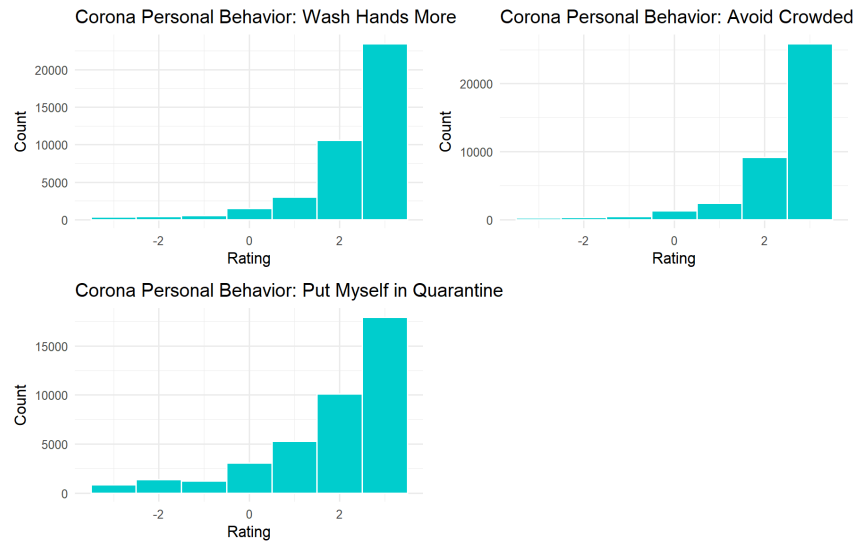 Corona Personal Behavior: Wash Hands More
Count
20000
15000
10000
5000
0
-2 0 2
Rating
Corona Personal Behavior: Avoid Crowded
Count
20000
10000
0
-2 0 2
Rating
Corona Personal Behavior: Put Myself in Quarantine
Count
15000
10000
5000
0
-2 0 2
Rating